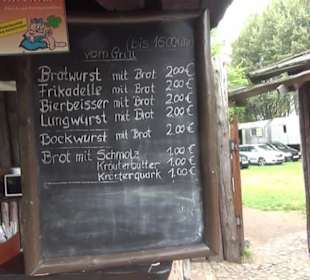 (bis 16:00Uhr)
vom Grill
Bratwurst mit Brot 2.00€
Frikadelle mit Brot 2.00€
Bierbeisser mit Brot 2.00€
Lungwurst mit Brot 2.00€
Bockwurst mit Brot 2.00€
Brot mit Schmalz 1.00€
Kräuterbutter 1.00€
Kräuterquark 1,00€